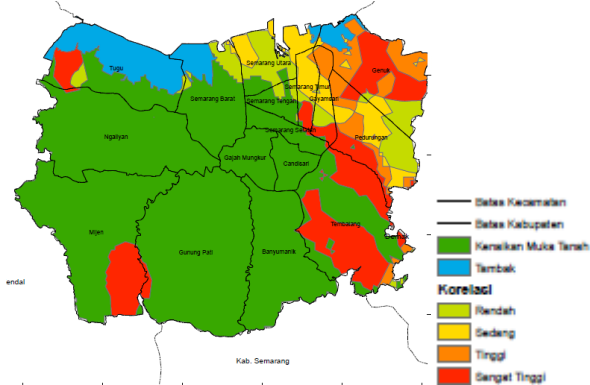 Tugu
Genuk
Semarang Utara
Semarang Timur
Semarang Barat
Semarang Tengah
Gayamsari
Semarang Selatan
Pedurungan
Ngaliyan
Gajah Mungkur
Candisari
Tembalang
Mijen
Gunung Pati
Banyumanik
Demak
endal
Kab. Semarang
Batas Kecamatan
Batas Kabupaten
Kenaikan Muka Tanah
Tambak
Korelasi
Rendah
Sedang
Tinggi
Sangat Tinggi